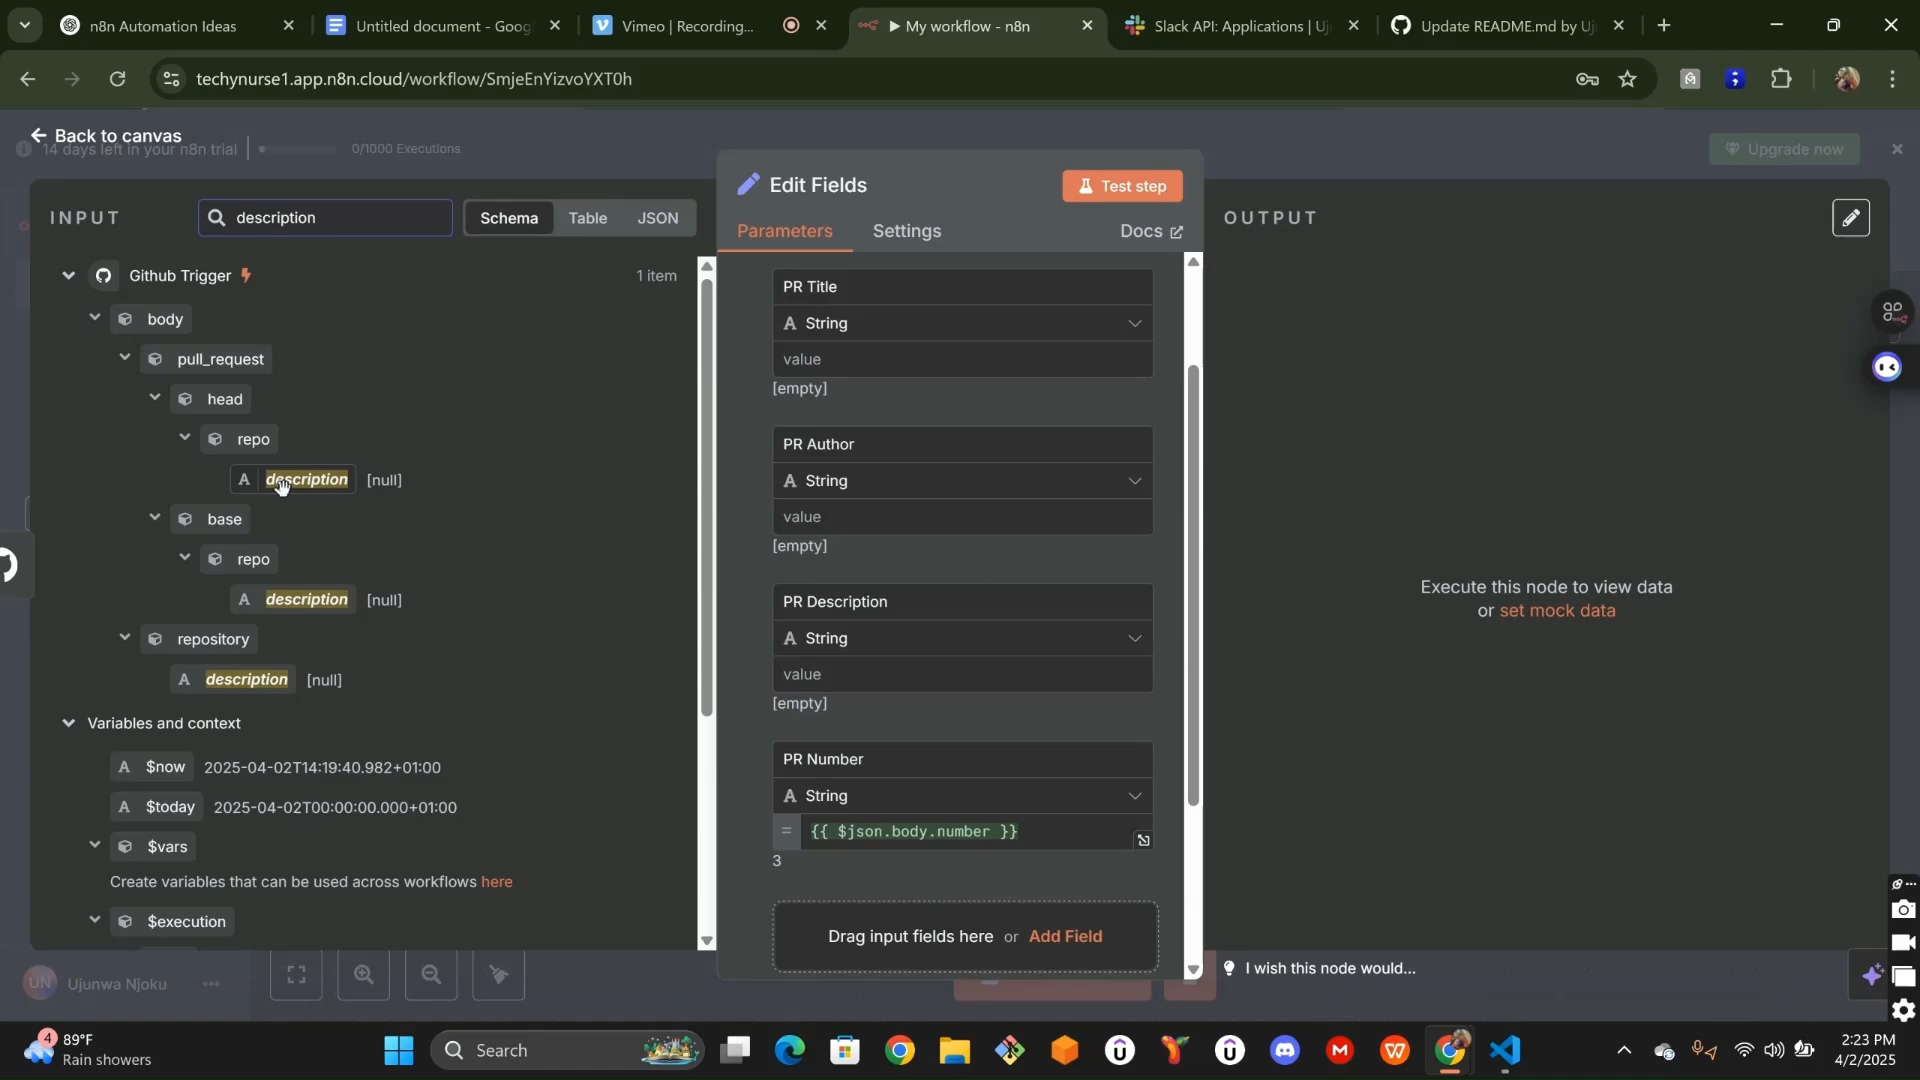 n8n Automation Ideas
Untitled document - Goog
Vimeo | Recording...
▶ My workflow - n8n
Slack API: Applications | Uj
Update README.md by Uj
techynurse1.app.n8n.cloud/workflow/SmjeEnYizvoYXT0h
Back to canvas
14 days left in your n8n trial
0/1000 Executions
Upgrade now
INPUT
description
Schema
Table
JSON
Github Trigger
1 item
body
pull_request
head
repo
A description [null]
base
repo
A description [null]
repository
A description [null]
Variables and context
A $now 2025-04-02T14:19:40.982+01:00
A $today 2025-04-02T00:00:00.000+01:00
$vars
Create variables that can be used across workflows here
$execution
Edit Fields
Test step
Parameters
Settings
Docs
PR Title
A String
value
[empty]
PR Author
A String
value
[empty]
PR Description
A String
value
[empty]
PR Number
A String
= {{ $json.body.number }}
3
Drag input fields here or Add Field
OUTPUT
Execute this node to view data
or set mock data
I wish this node would...
UN Ujunwa Njoku
4
89°F
Rain showers
Search
2:23 PM
4/2/2025